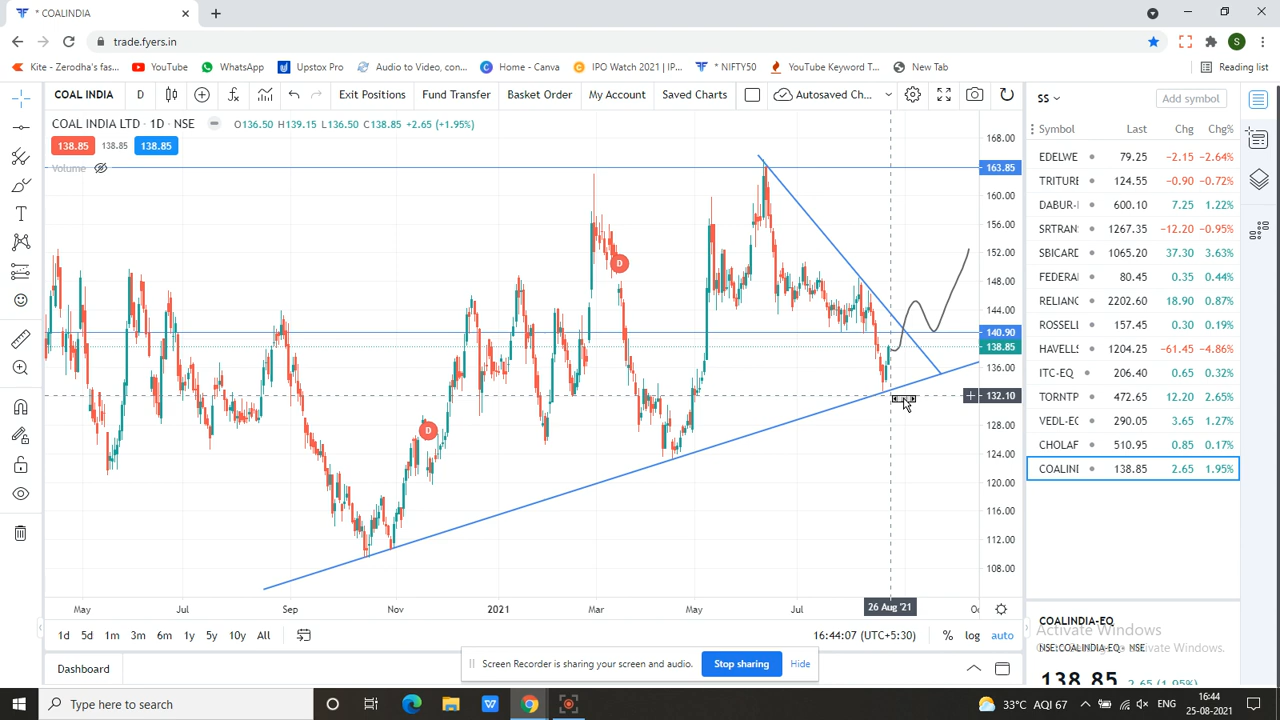 * COALINDIA
trade.fyers.in
S
Kite - Zerodha's fas...
YouTube
WhatsApp
Upstox Pro
Audio to Video, con...
Home - Canva
IPO Watch 2021 | IP...
* NIFTY50
YouTube Keyword T...
New Tab
Reading list
COAL INDIA
D
Exit Positions
Fund Transfer
Basket Order
My Account
Saved Charts
Autosaved Ch...
SS
Add symbol
COAL INDIA LTD · 1D · NSE
O136.50 H139.15 L136.50 C138.85 +2.65 (+1.95%)
138.85 138.85 138.85
Volume
Symbol Last Chg Chg%
EDELWE 79.25 −2.15 −2.64%
TRITURE 124.55 −0.90 −0.72%
DABUR-I 600.10 7.25 1.22%
SRTRAN 1267.35 −12.20 −0.95%
SBICARD 1065.20 37.30 3.63%
FEDERAL 80.45 0.35 0.44%
RELIANC 2202.60 18.90 0.87%
ROSSELL 157.45 0.30 0.19%
HAVELLS 1204.25 −61.45 −4.86%
ITC-EQ 206.40 0.65 0.32%
TORNTP 472.65 12.20 2.65%
VEDL-EC 290.05 3.65 1.27%
CHOLAF 510.95 0.85 0.17%
COALINI 138.85 2.65 1.95%
168.00
163.85
160.00
156.00
152.00
148.00
144.00
140.90
138.85
136.00
132.10
128.00
124.00
120.00
116.00
112.00
108.00
D
D
May Jul Sep Nov 2021 Mar May Jul 26 Aug '21
1d 5d 1m 3m 6m 1y 5y 10y All
16:44:07 (UTC+5:30)
% log auto
COALINDIA-EQ
NSE:COALINDIA-EQ, NSE
138.85 2.65 (1.95%)
Activate Windows
Dashboard
Screen Recorder is sharing your screen and audio.
Stop sharing
Hide
Type here to search
33°C AQI 67
ENG
16:44
25-08-2021